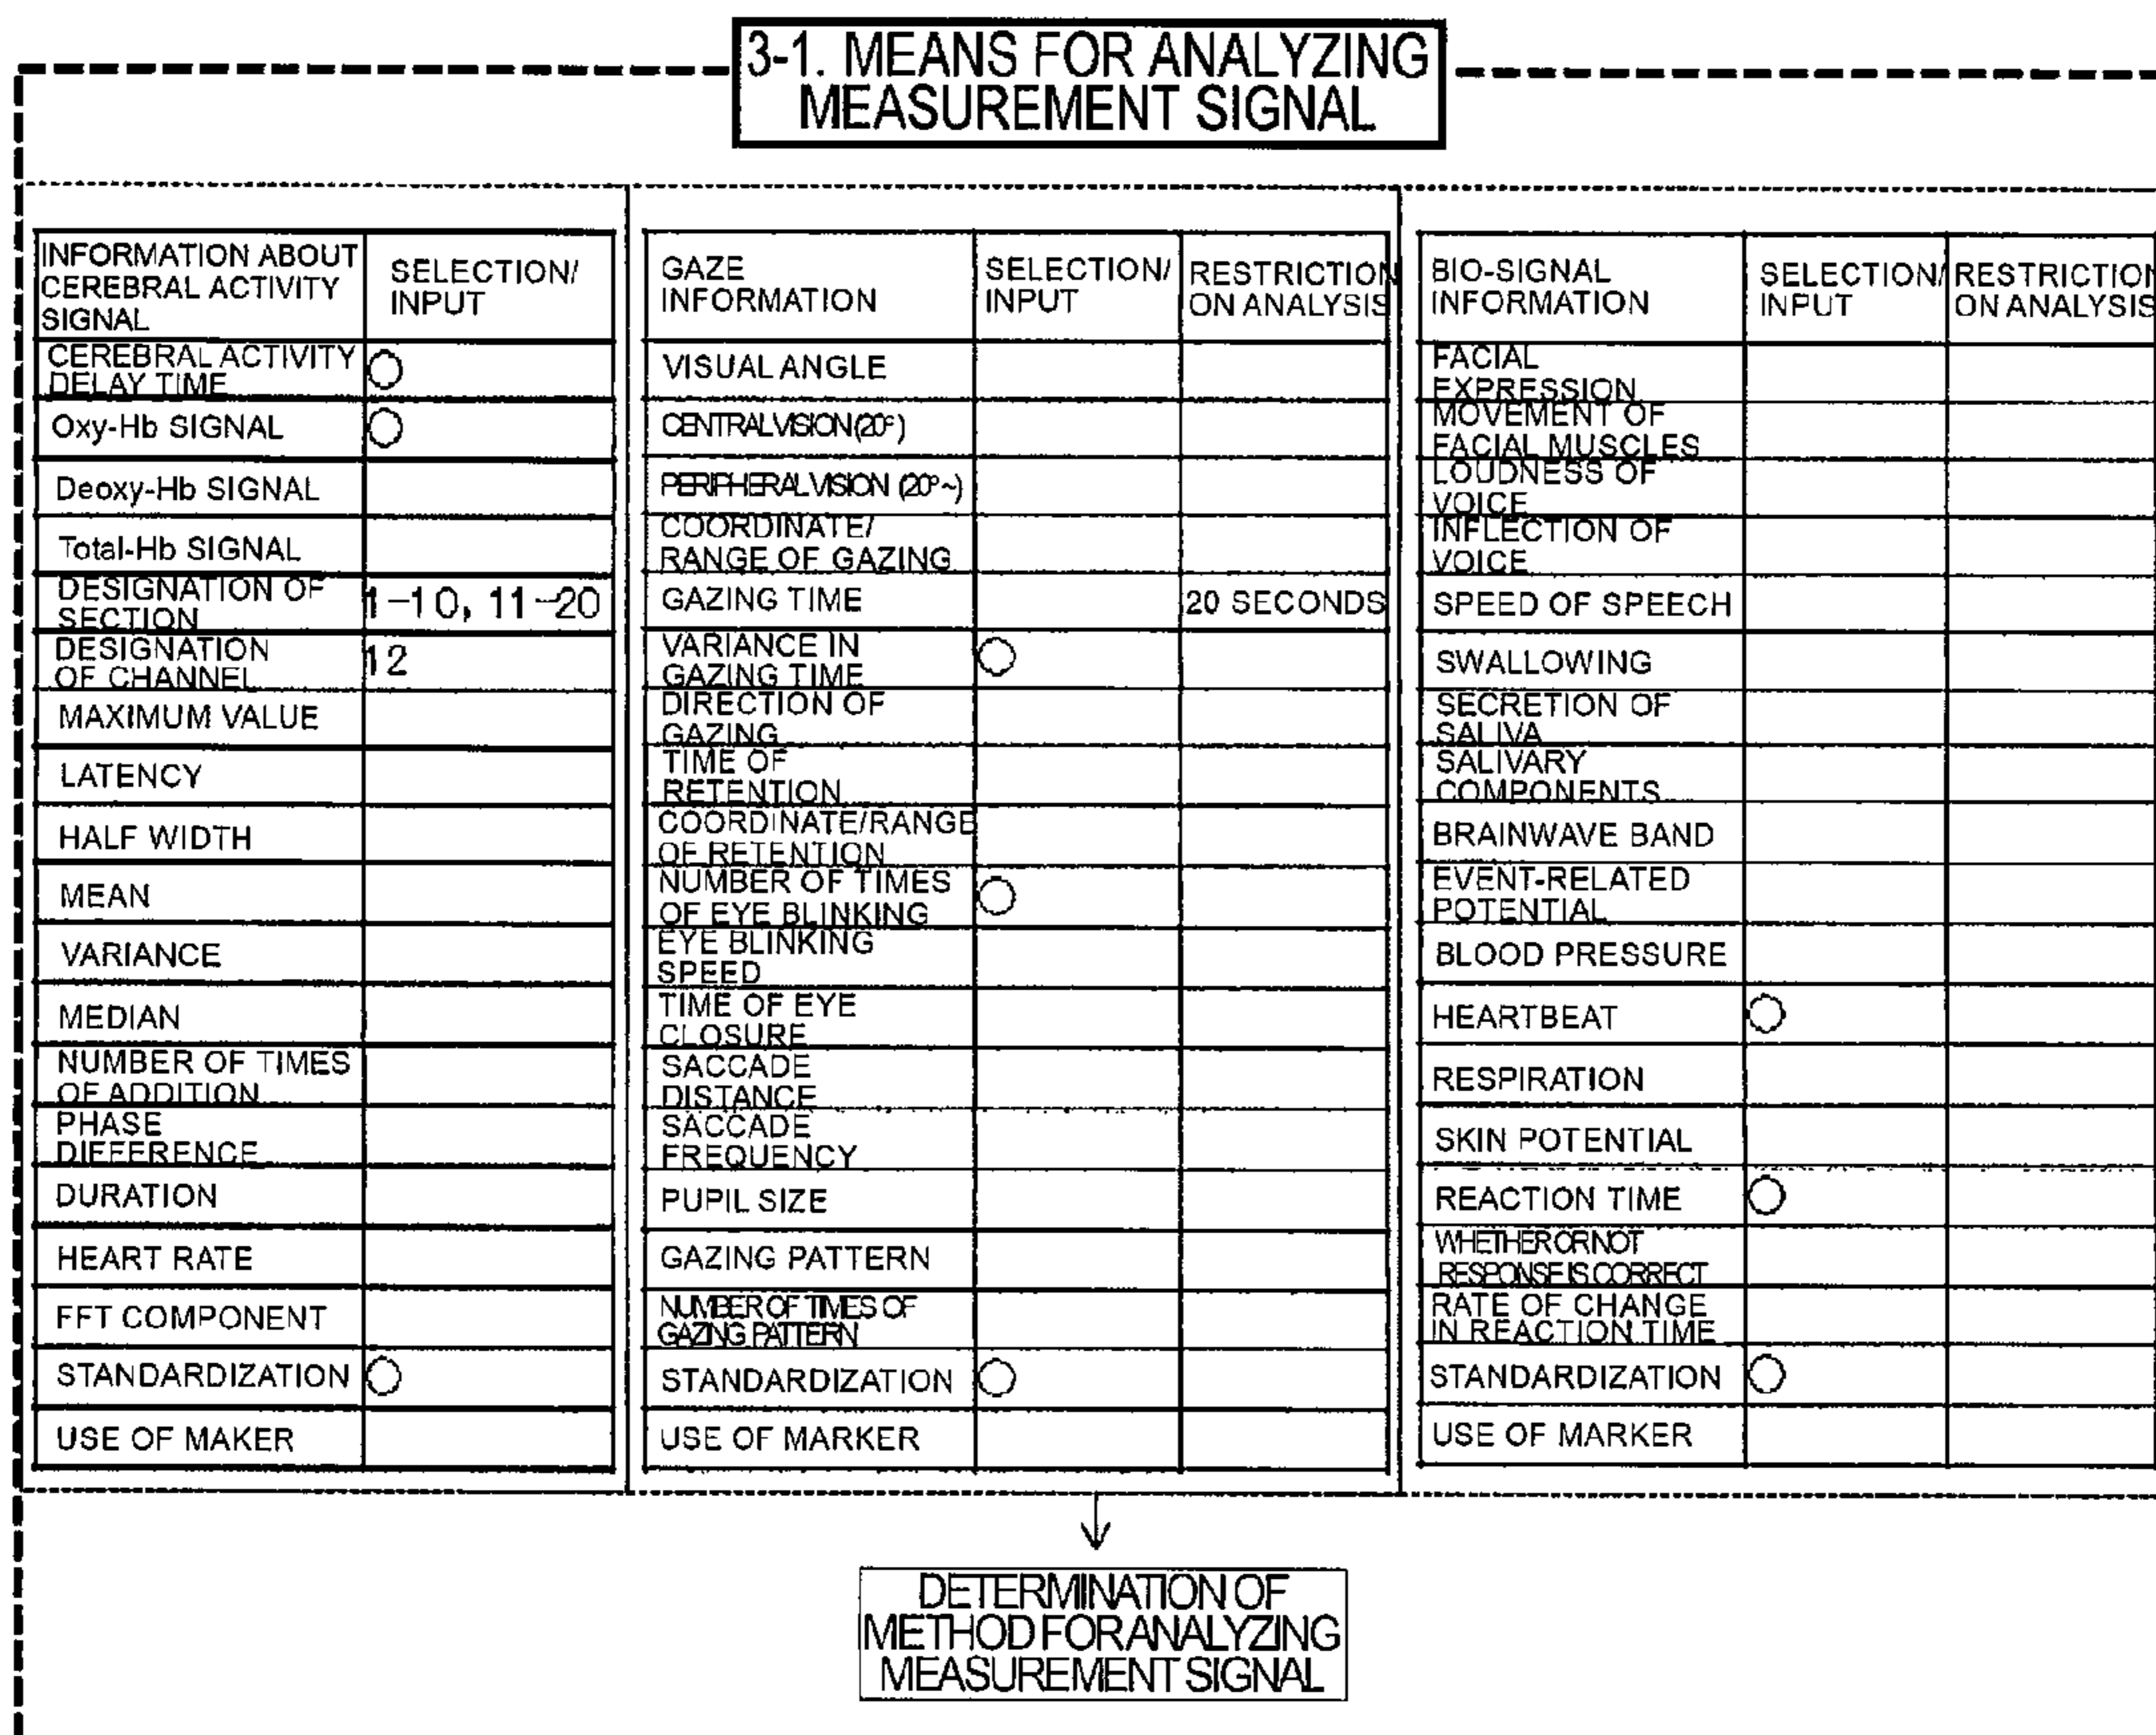 3-1. MEANS FOR ANALYZING
MEASUREMENT SIGNAL
INFORMATION ABOUT
CEREBRAL ACTIVITY
SIGNAL
SELECTION/
INPUT
CEREBRAL ACTIVITY
DELAY TIME
Oxy-Hb SIGNAL
Deoxy-Hb SIGNAL
Total-Hb SIGNAL
DESIGNATION OF
SECTION
1-10, 11-20
DESIGNATION
OF CHANNEL
12
MAXIMUM VALUE
LATENCY
HALF WIDTH
MEAN
VARIANCE
MEDIAN
NUMBER OF TIMES
OF ADDITION
PHASE
DIFFERENCE
DURATION
HEART RATE
FFT COMPONENT
STANDARDIZATION
USE OF MAKER
GAZE
INFORMATION
SELECTION/
INPUT
RESTRICTION
ON ANALYSIS
VISUAL ANGLE
CENTRAL VISION (20°)
PERIPHERAL VISION (20°~)
COORDINATE/
RANGE OF GAZING
GAZING TIME
20 SECONDS
VARIANCE IN
GAZING TIME
DIRECTION OF
GAZING
TIME OF
RETENTION
COORDINATE/RANGE
OF RETENTION
NUMBER OF TIMES
OF EYE BLINKING
EYE BLINKING
SPEED
TIME OF EYE
CLOSURE
SACCADE
DISTANCE
SACCADE
FREQUENCY
PUPIL SIZE
GAZING PATTERN
NUMBER OF TIMES OF
GAZING PATTERN
STANDARDIZATION
USE OF MARKER
BIO-SIGNAL
INFORMATION
SELECTION/
INPUT
RESTRICTION
ON ANALYSIS
FACIAL
EXPRESSION
MOVEMENT OF
FACIAL MUSCLES
LOUDNESS OF
VOICE
INFLECTION OF
VOICE
SPEED OF SPEECH
SWALLOWING
SECRETION OF
SALIVA
SALIVARY
COMPONENTS
BRAINWAVE BAND
EVENT-RELATED
POTENTIAL
BLOOD PRESSURE
HEARTBEAT
RESPIRATION
SKIN POTENTIAL
REACTION TIME
WHETHER OR NOT
RESPONSE IS CORRECT
RATE OF CHANGE
IN REACTION TIME
STANDARDIZATION
USE OF MARKER
DETERMINATION OF
METHOD FOR ANALYZING
MEASUREMENT SIGNAL